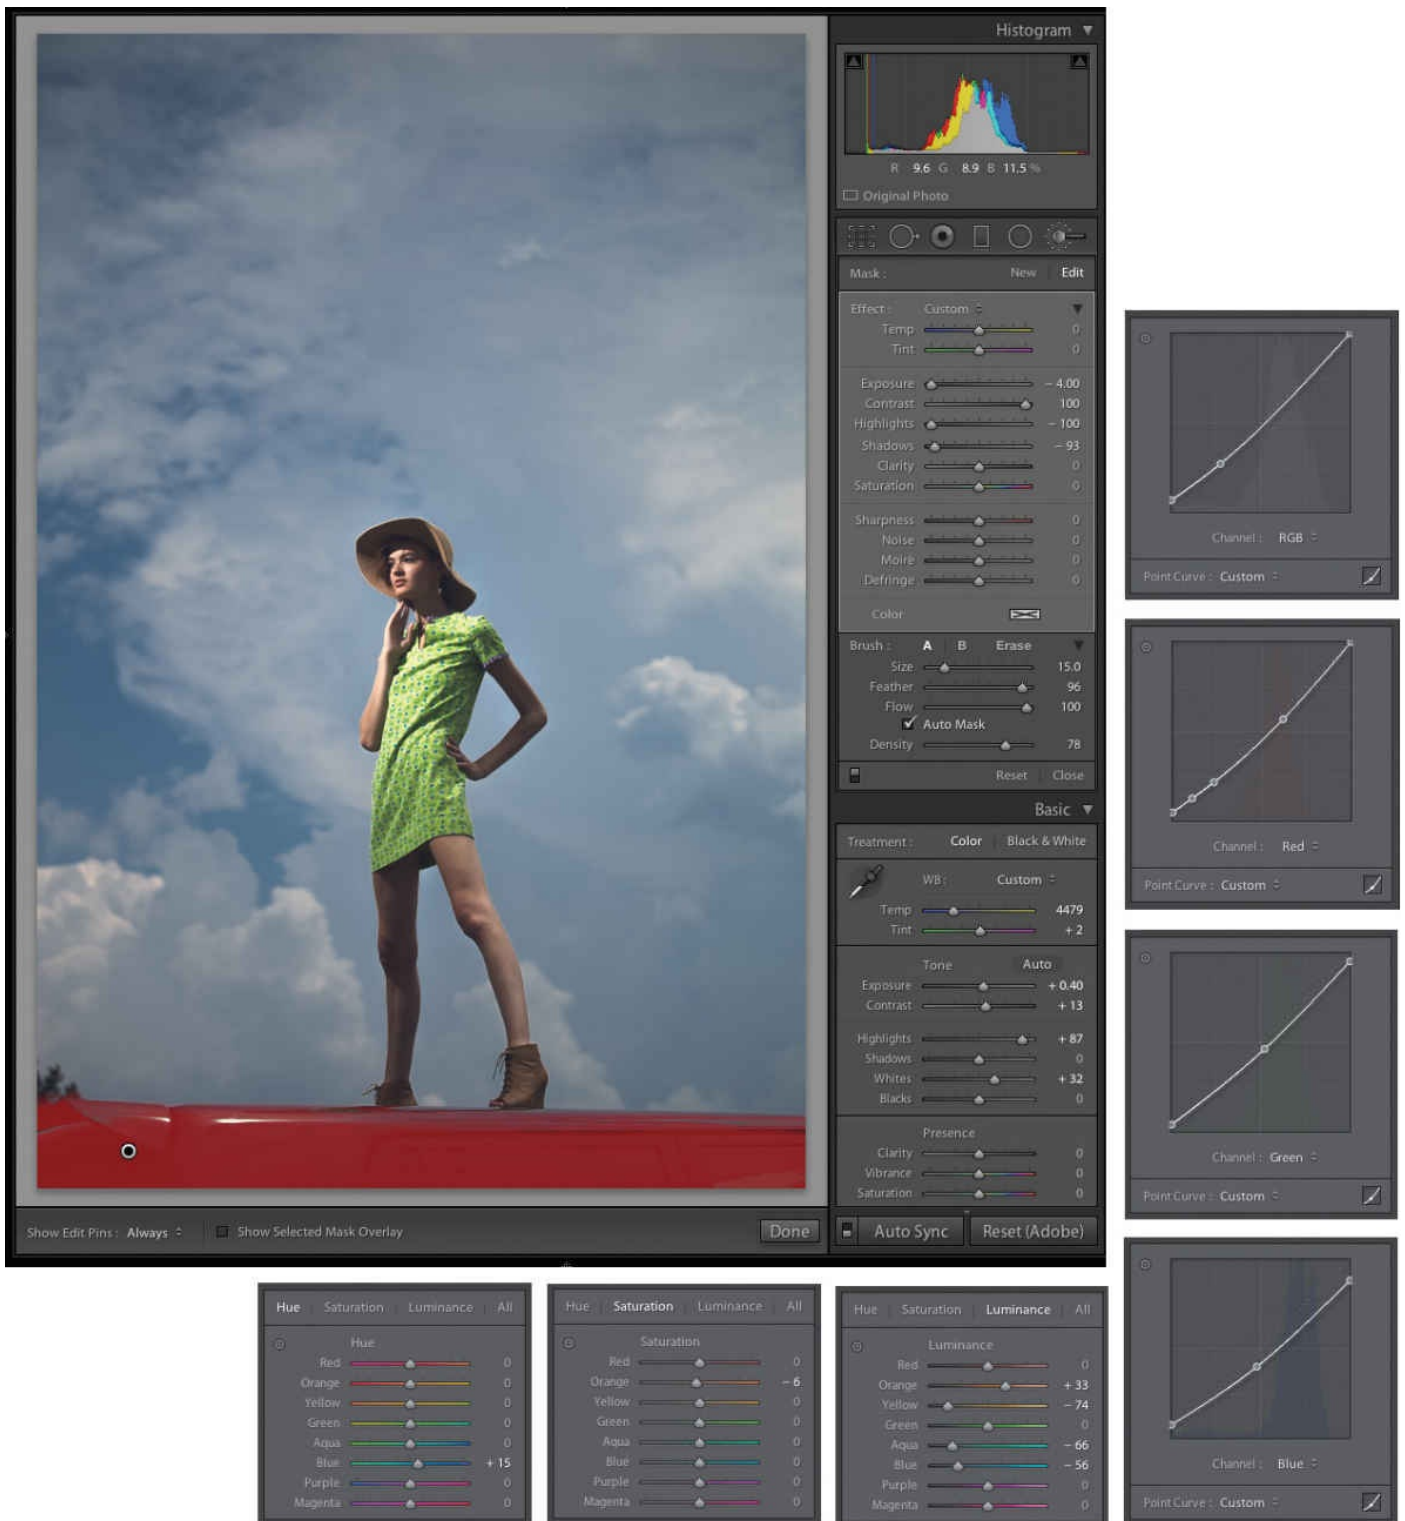 Histogram
R 9.6 G 8.9 B 11.5 %
Original Photo
Mask : New Edit
Effect : Custom
Temp 0
Tint 0
Exposure – 4.00
Contrast 100
Highlights – 100
Shadows – 93
Clarity 0
Saturation 0
Sharpness 0
Noise 0
Moiré 0
Defringe 0
Color
Brush : A B Erase
Size 15.0
Feather 96
Flow 100
Auto Mask
Density 78
Reset Close
Basic
Treatment : Color Black & White
WB : Custom
Temp 4479
Tint + 2
Tone Auto
Exposure + 0.40
Contrast + 13
Highlights + 87
Shadows 0
Whites + 32
Blacks 0
Presence
Clarity 0
Vibrance 0
Saturation 0
Show Edit Pins : Always Show Selected Mask Overlay Done
Auto Sync Reset (Adobe)
Channel : RGB
Point Curve : Custom
Channel : Red
Point Curve : Custom
Channel : Green
Point Curve : Custom
Channel : Blue
Point Curve : Custom
Hue Saturation Luminance All
Hue
Red 0
Orange 0
Yellow 0
Green 0
Aqua 0
Blue + 15
Purple 0
Magenta 0
Hue Saturation Luminance All
Saturation
Red 0
Orange – 6
Yellow 0
Green 0
Aqua 0
Blue 0
Purple 0
Magenta 0
Hue Saturation Luminance All
Luminance
Red 0
Orange + 33
Yellow – 74
Green 0
Aqua – 66
Blue – 56
Purple 0
Magenta 0